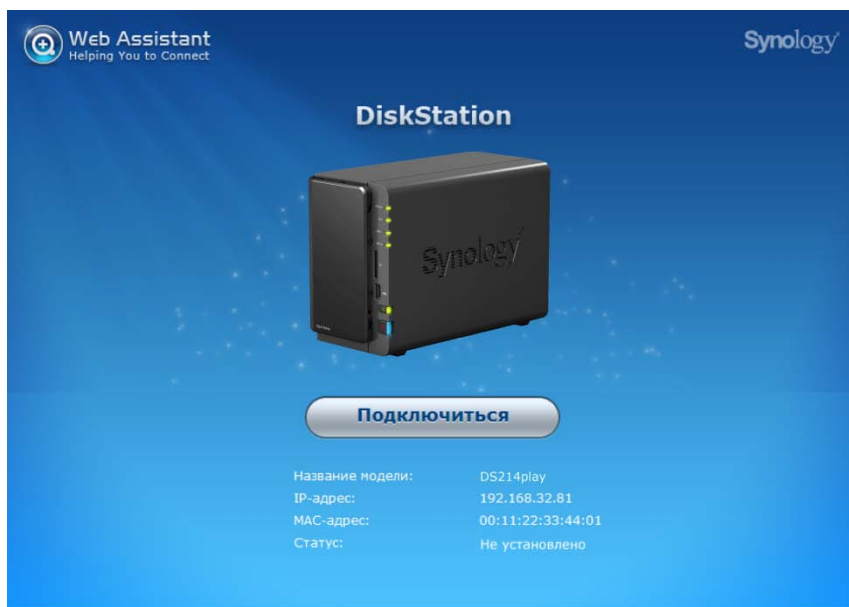 Web Assistant
Helping You to Connect
Synology
DiskStation
Synology
Подключиться
Название модели: DS214play
IP-адрес: 192.168.32.81
MAC-адрес: 00:11:22:33:44:01
Статус: Не установлено